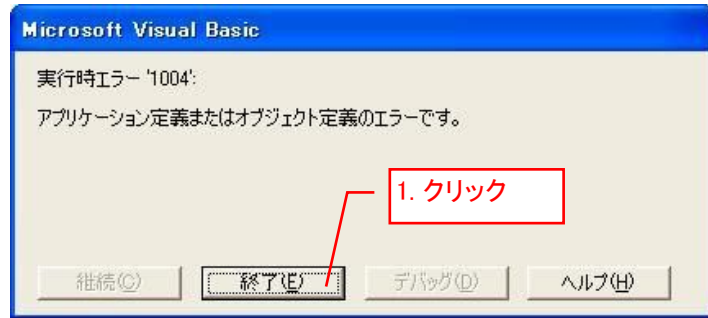 Microsoft Visual Basic
実行時エラー '1004':
アプリケーション定義またはオブジェクト定義のエラーです。
1. クリック
継続(C) 終了(E) デバッグ(D) ヘルプ(H)